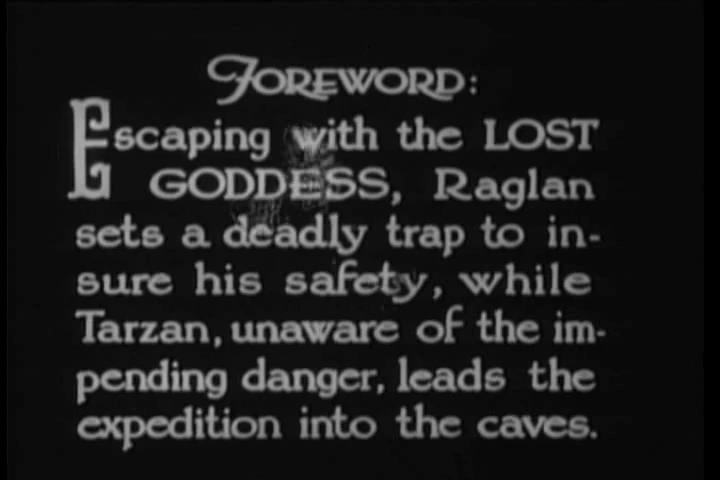 FOREWORD:
Escaping with the LOST
GODDESS, Raglan
sets a deadly trap to in-
sure his safety, while
Tarzan, unaware of the im-
pending danger, leads the
expedition into the caves.